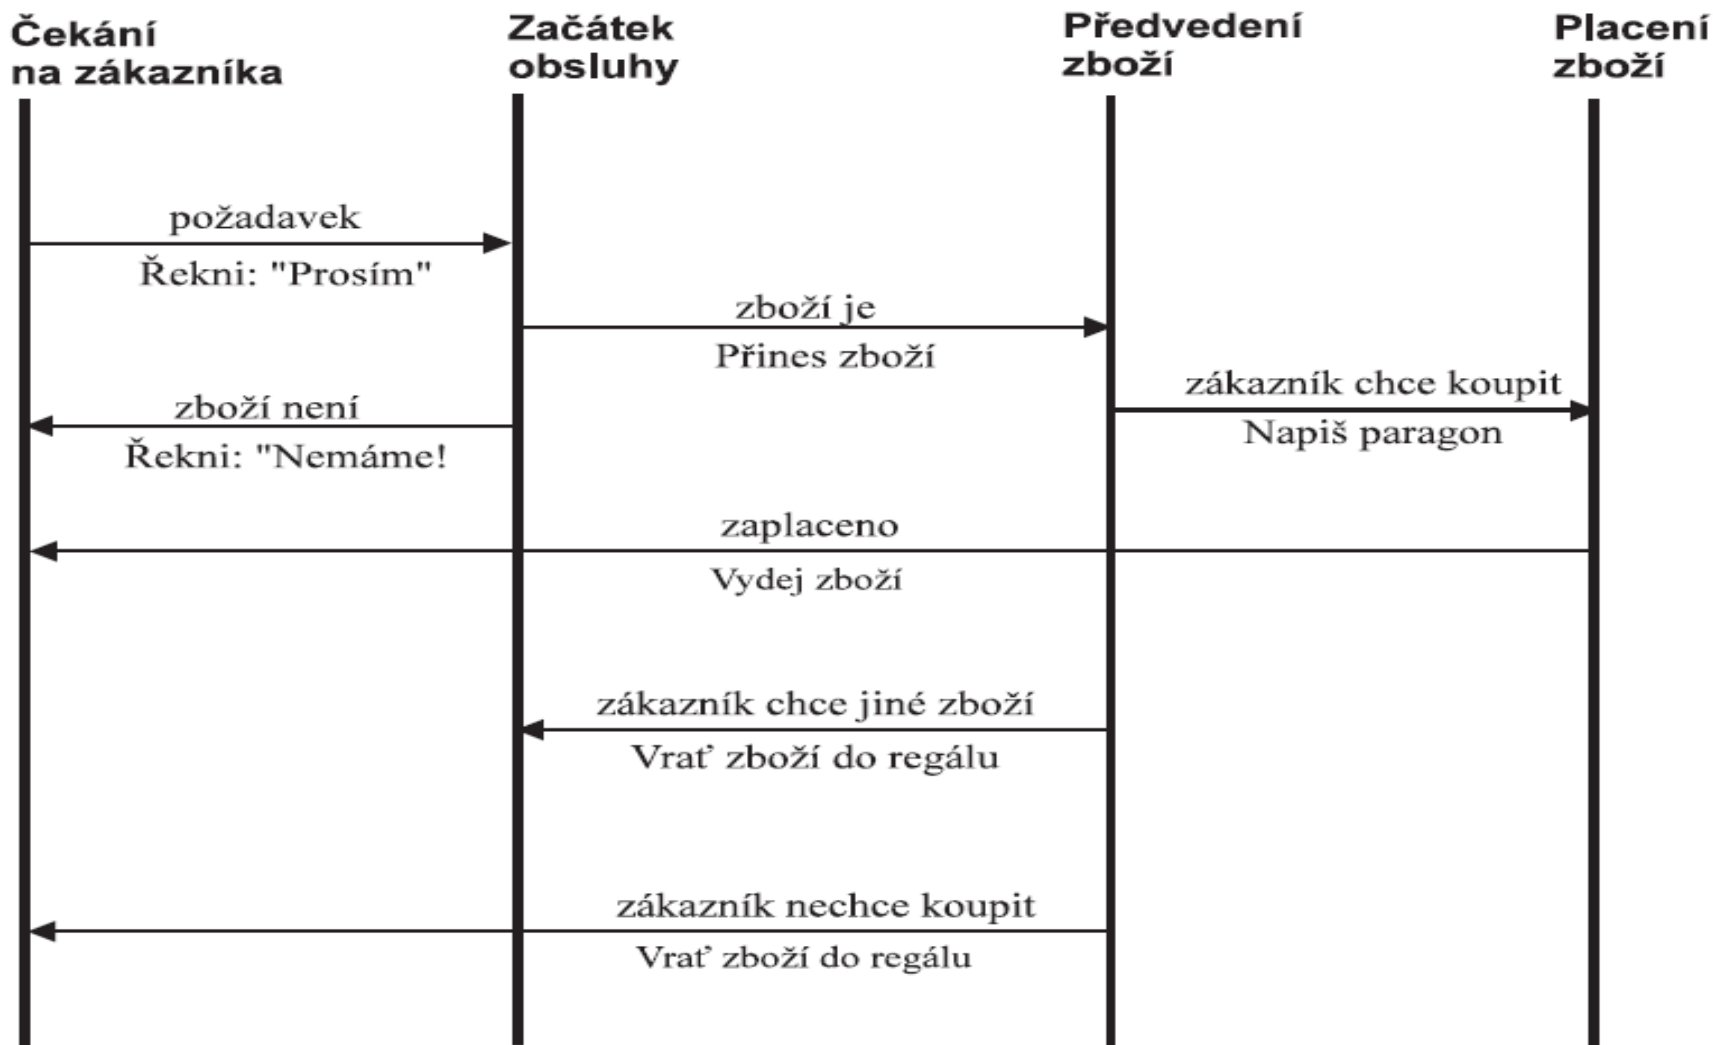 Čekání
na zákazníka
Začátek
obsluhy
Předvedení
zboží
Placení
zboží
požadavek
Řekni: "Prosím"
zboží je
Přines zboží
zákazník chce koupit
Napiš paragon
zboží není
Řekni: "Nemáme!
zaplaceno
Vydej zboží
zákazník chce jiné zboží
Vrať zboží do regálu
zákazník nechce koupit
Vrať zboží do regálu